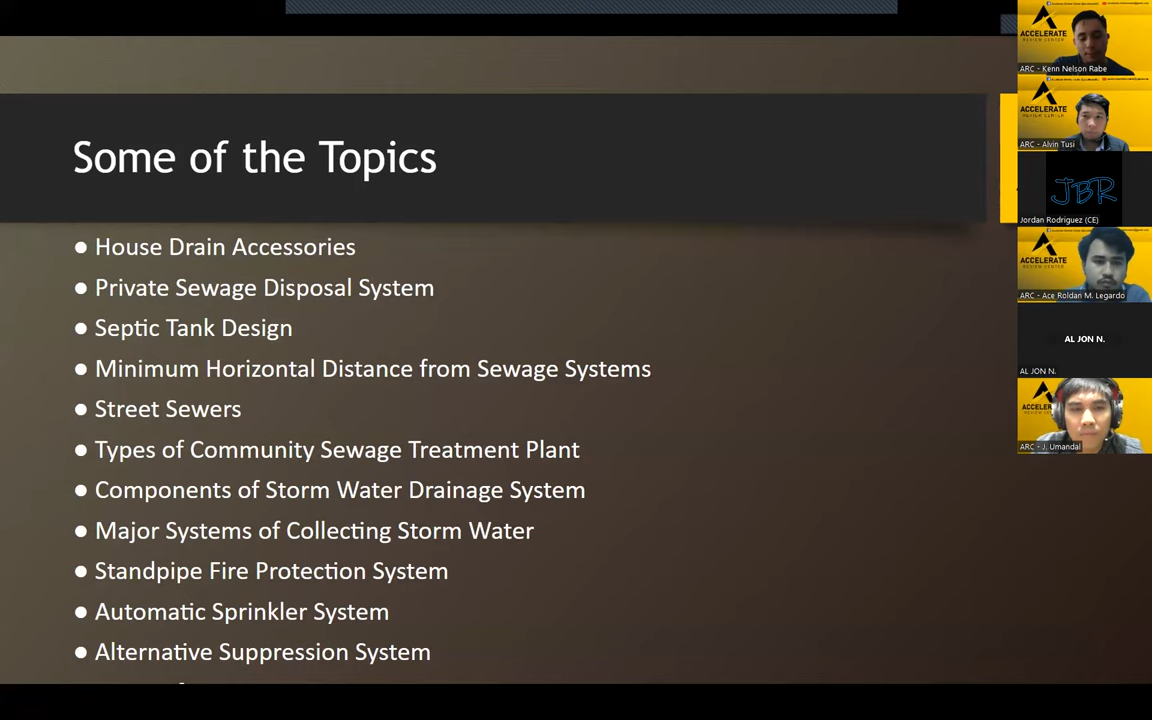 Some of the Topics
● House Drain Accessories
● Private Sewage Disposal System
● Septic Tank Design
● Minimum Horizontal Distance from Sewage Systems
● Street Sewers
● Types of Community Sewage Treatment Plant
● Components of Storm Water Drainage System
● Major Systems of Collecting Storm Water
● Standpipe Fire Protection System
● Automatic Sprinkler System
● Alternative Suppression System
ACCELERATE
REVIEW CENTER
ARC - Kenn Nelson Rabe
ACCELERATE
REVIEW CENTER
ARC - Alvin Tusi
JBR
Jordan Rodriguez (CE)
ACCELERATE
REVIEW CENTER
ARC - Ace Roldan M. Legardo
AL JON N.
AL JON N.
ARC - J. Umandal